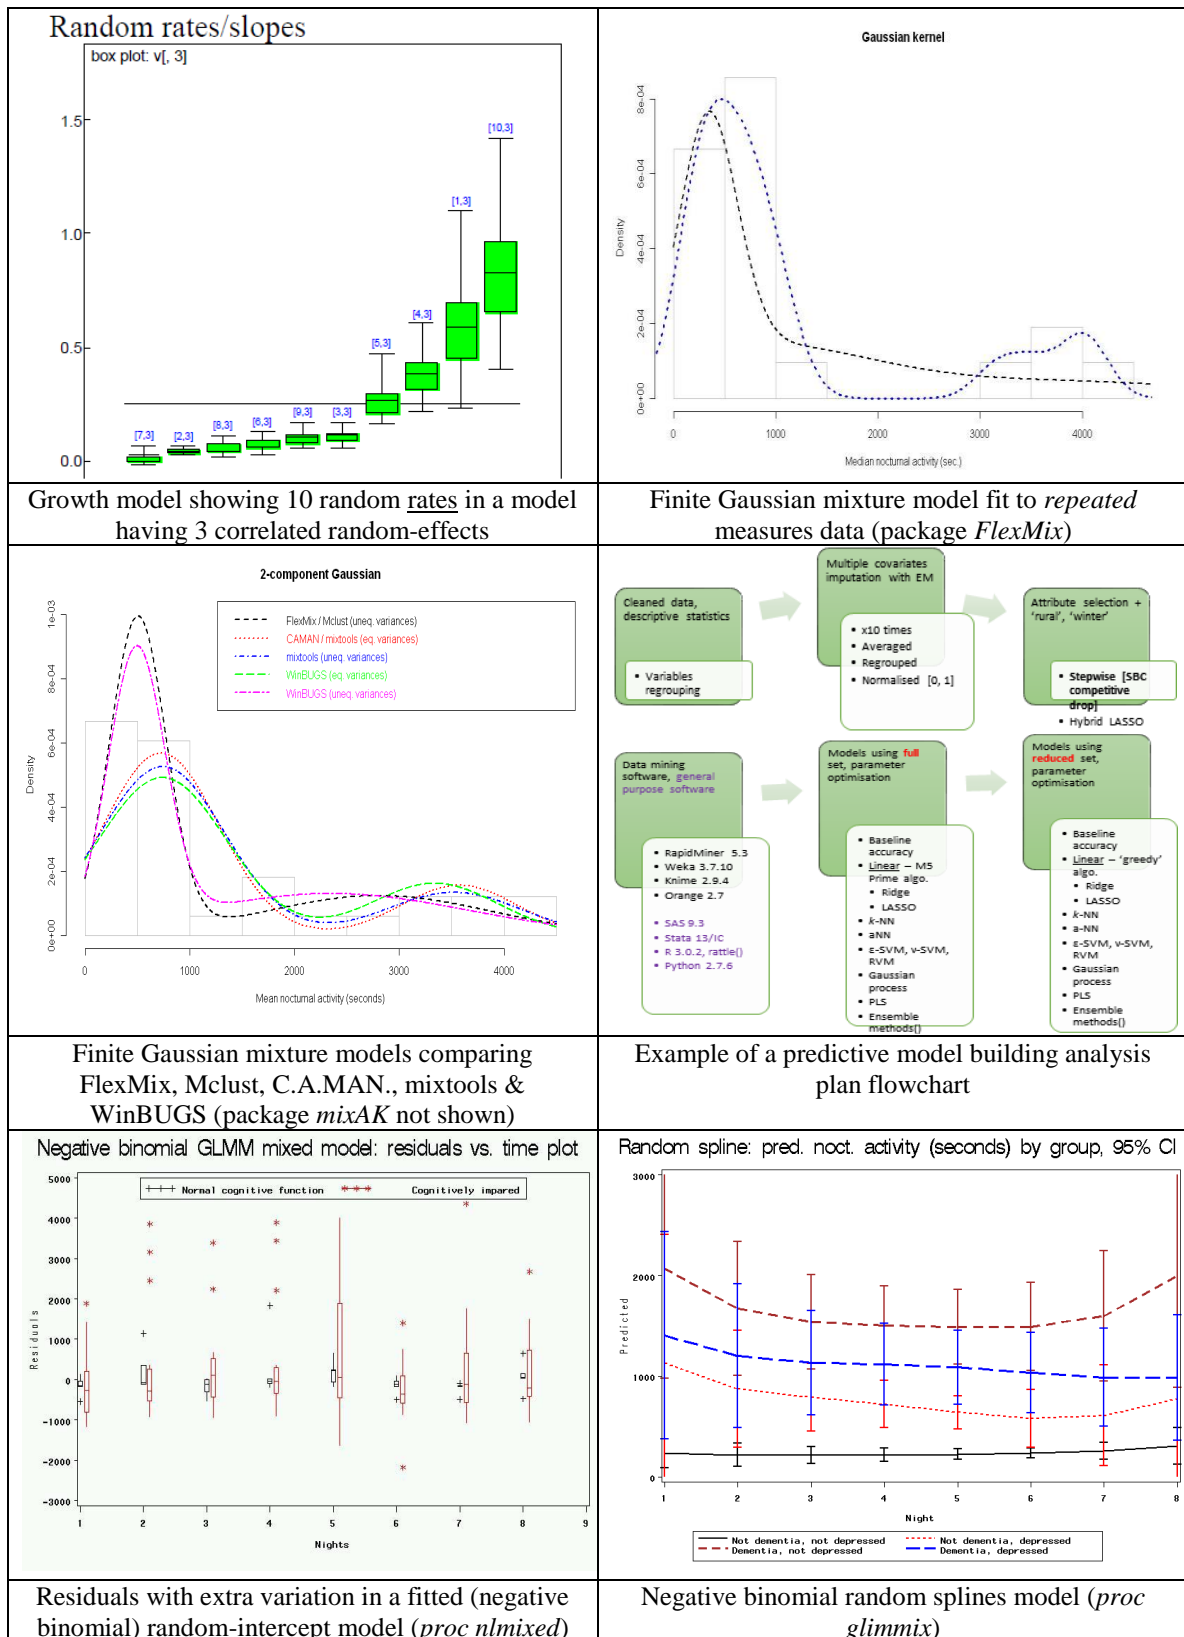 Random rates/slopes
box plot: v[, 3]
1.5
1.0
0.5
0.0
[7,3]
[2,3]
[8,3]
[6,3]
[9,3]
[3,3]
[5,3]
[4,3]
[1,3]
[10,3]
Growth model showing 10 random rates in a model
having 3 correlated random-effects
Gaussian kernel
Density
8e-04
6e-04
4e-04
2e-04
0e+00
0
1000
2000
3000
4000
Median nocturnal activity (sec.)
Finite Gaussian mixture model fit to repeated
measures data (package FlexMix)
2-component Gaussian
Density
1e-03
8e-04
6e-04
4e-04
2e-04
0e+00
FlexMix / Mclust (uneq. variances)
CAMAN / mixtools (eq. variances)
mixtools (uneq. variances)
WinBUGS (eq. variances)
WinBUGS (uneq. variances)
0
1000
2000
3000
4000
Mean nocturnal activity (seconds)
Finite Gaussian mixture models comparing
FlexMix, Mclust, C.A.MAN., mixtools &
WinBUGS (package mixAK not shown)
Cleaned data,
descriptive statistics
▪ Variables
regrouping
Multiple covariates
imputation with EM
▪ x10 times
▪ Averaged
▪ Regrouped
▪ Normalised [0, 1]
Attribute selection +
‘rural’, ‘winter’
▪ Stepwise [SBC
competitive
drop]
▪ Hybrid LASSO
Data mining
software, general
purpose software
▪ RapidMiner 5.3
▪ Weka 3.7.10
▪ Knime 2.9.4
▪ Orange 2.7
▪ SAS 9.3
▪ Stata 13/IC
▪ R 3.0.2, rattle()
▪ Python 2.7.6
Models using full
set, parameter
optimisation
▪ Baseline
accuracy
▪ Linear – M5
Prime algo.
▪ Ridge
▪ LASSO
▪ k-NN
▪ aNN
▪ ε-SVM, ν-SVM,
RVM
▪ Gaussian
process
▪ PLS
▪ Ensemble
methods()
Models using
reduced set,
parameter
optimisation
▪ Baseline
accuracy
▪ Linear – ‘greedy’
algo.
▪ Ridge
▪ LASSO
▪ k-NN
▪ a-NN
▪ ε-SVM, ν-SVM,
RVM
▪ Gaussian
process
▪ PLS
▪ Ensemble
methods()
Example of a predictive model building analysis
plan flowchart
Negative binomial GLMM mixed model: residuals vs. time plot
Normal cognitive function
Cognitively impared
Residuals
5000
4000
3000
2000
1000
0
-1000
-2000
-3000
1
2
3
4
5
6
7
8
9
Nights
Residuals with extra variation in a fitted (negative
binomial) random-intercept model (proc nlmixed)
Random spline: pred. noct. activity (seconds) by group, 95% CI
Predicted
3000
2000
1000
0
1
2
3
4
5
6
7
8
Night
Not dementia, not depressed
Not dementia, depressed
Dementia, not depressed
Dementia, depressed
Negative binomial random splines model (proc
glimmix)